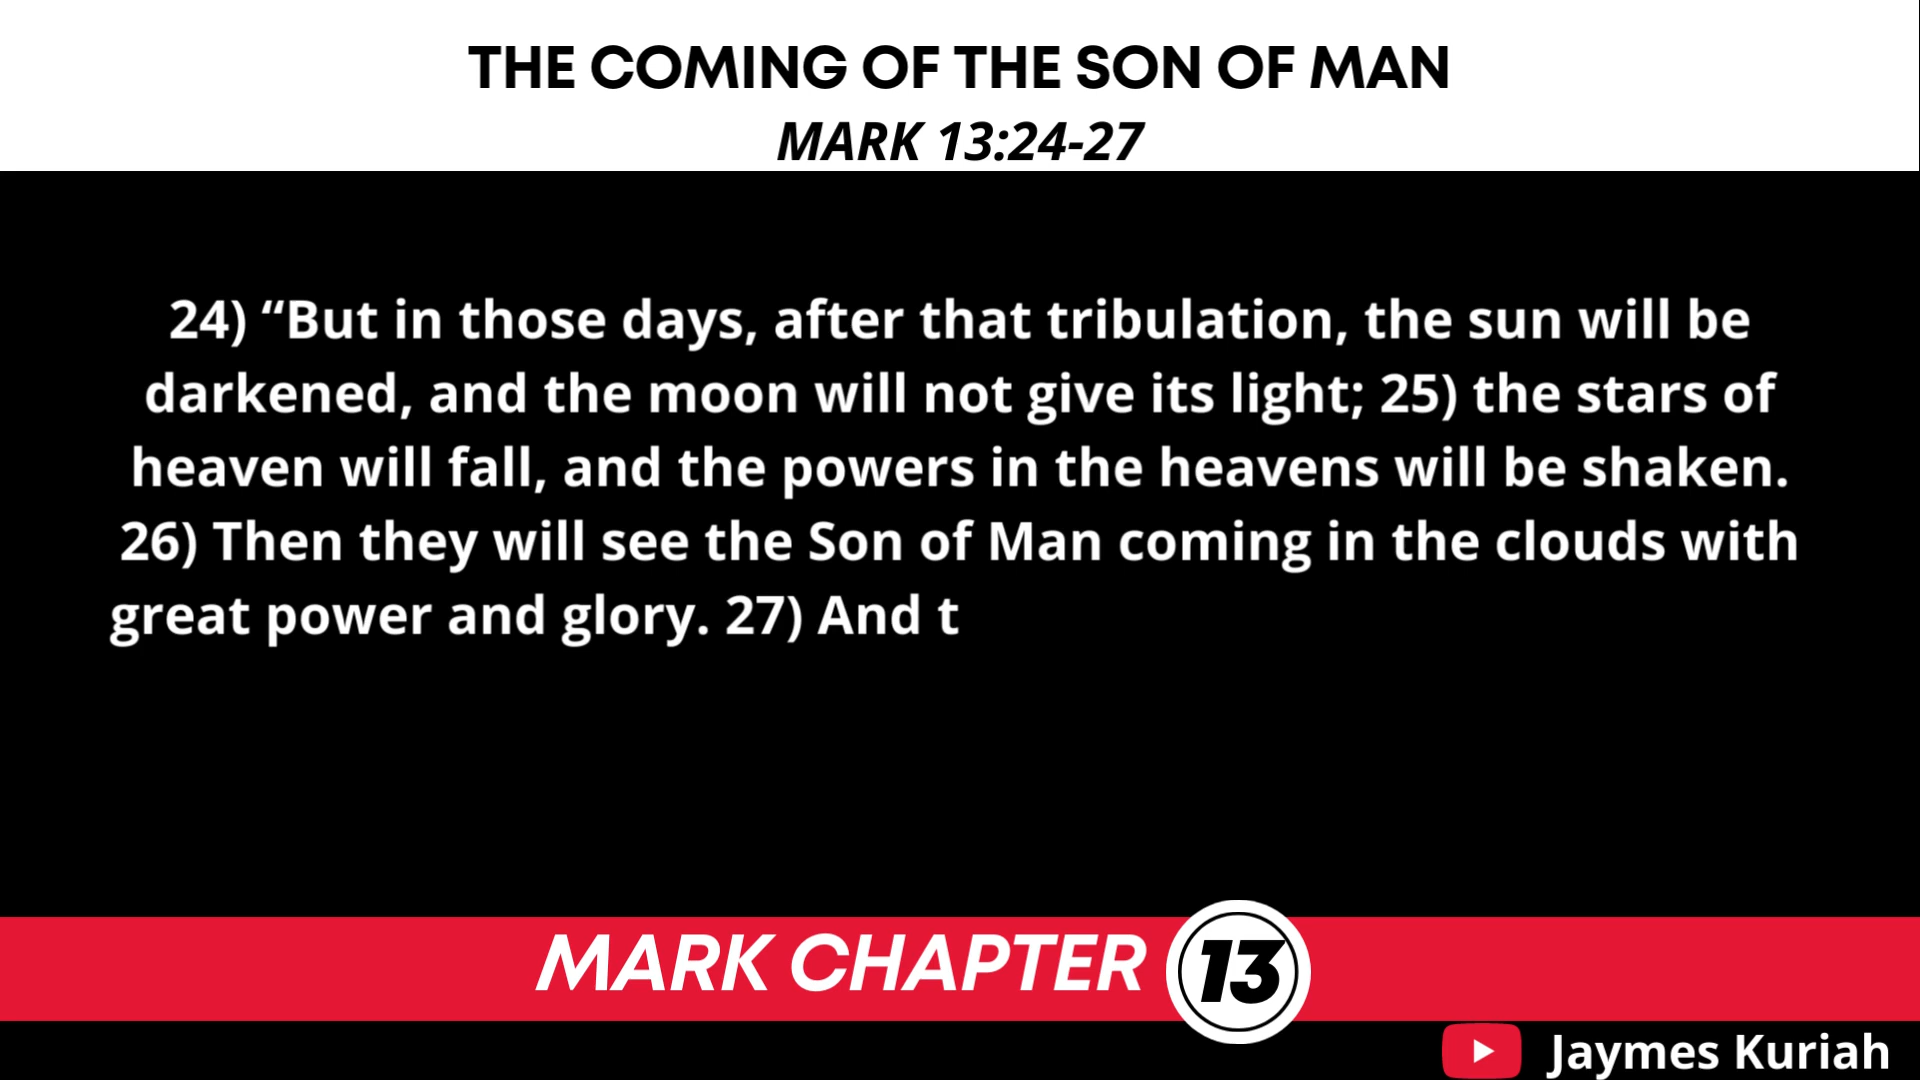 THE COMING OF THE SON OF MAN
MARK 13:24-27
24) “But in those days, after that tribulation, the sun will be
darkened, and the moon will not give its light; 25) the stars of
heaven will fall, and the powers in the heavens will be shaken.
26) Then they will see the Son of Man coming in the clouds with
great power and glory. 27) And t
MARK CHAPTER 13
Jaymes Kuriah